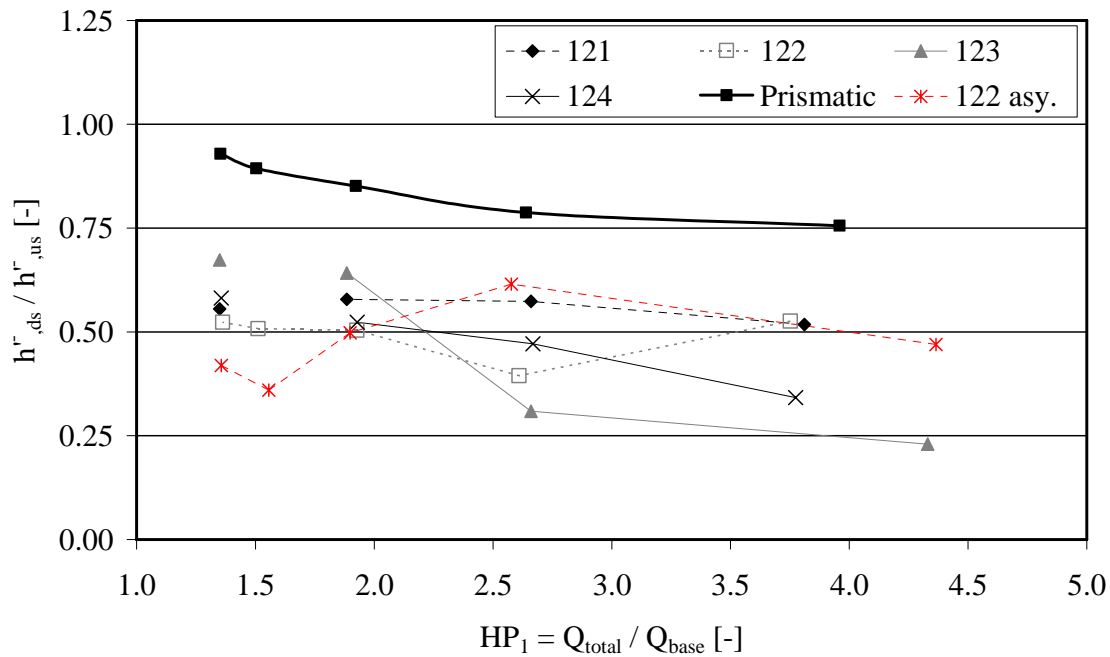 1.25
1.00
0.75
0.50
0.25
0.00
h'⁻,ds / h'⁻,us [-]
121 122 123
124 Prismatic 122 asy.
1.0 1.5 2.0 2.5 3.0 3.5 4.0 4.5 5.0
HP1 = Qtotal / Qbase [-]